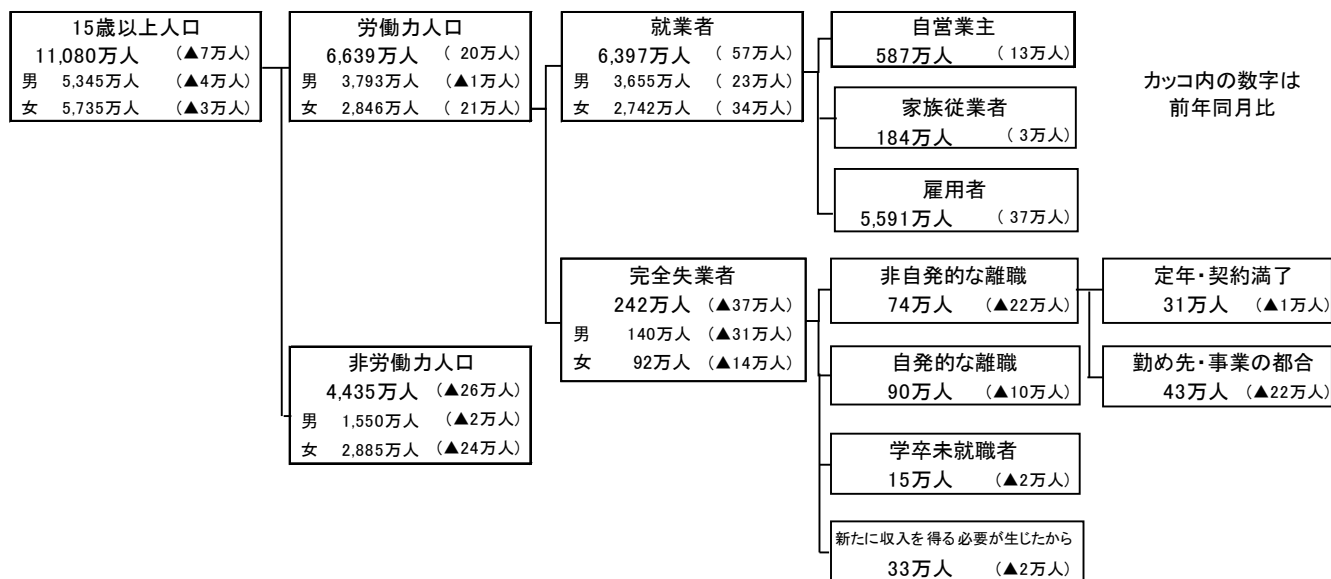 15歳以上人口
11,080万人 (▲7万人)
男 5,345万人 (▲4万人)
女 5,735万人 (▲3万人)
労働力人口
6,639万人 ( 20万人)
男 3,793万人 (▲1万人)
女 2,846万人 ( 21万人)
就業者
6,397万人 ( 57万人)
男 3,655万人 ( 23万人)
女 2,742万人 ( 34万人)
自営業主
587万人 ( 13万人)
家族従業者
184万人 ( 3万人)
雇用者
5,591万人 ( 37万人)
カッコ内の数字は
前年同月比
完全失業者
242万人 (▲37万人)
男 140万人 (▲31万人)
女 92万人 (▲14万人)
非自発的な離職
74万人 (▲22万人)
定年・契約満了
31万人 (▲1万人)
勤め先・事業の都合
43万人 (▲22万人)
自発的な離職
90万人 (▲10万人)
学卒未就職者
15万人 (▲2万人)
新たに収入を得る必要が生じたから
33万人 (▲2万人)
非労働力人口
4,435万人 (▲26万人)
男 1,550万人 (▲2万人)
女 2,885万人 (▲24万人)